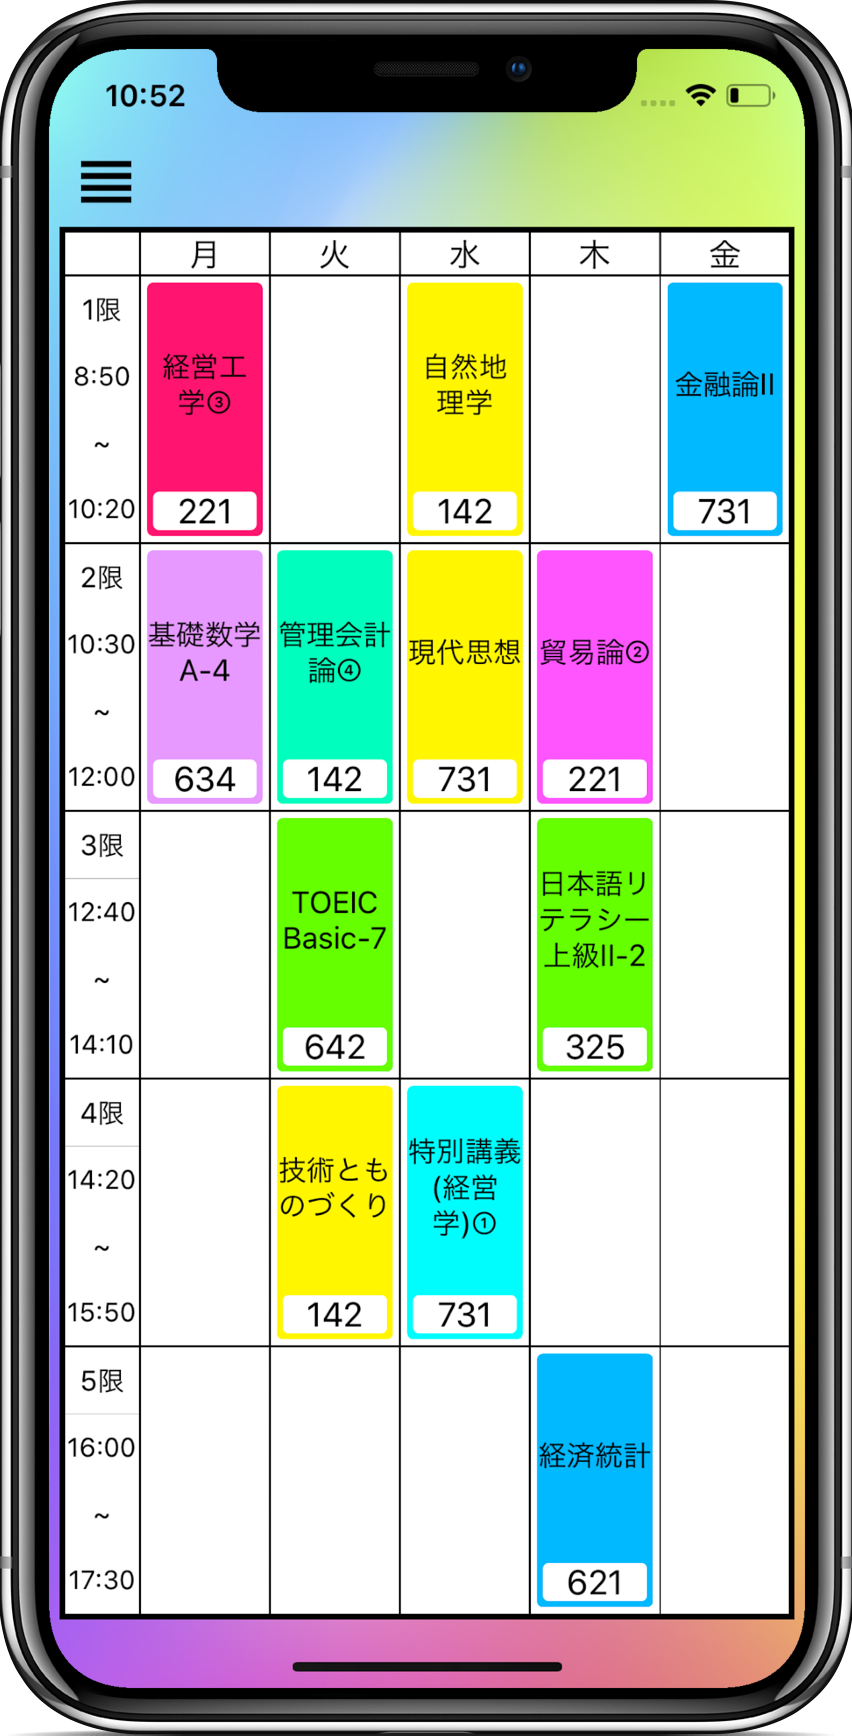 10:52
月 火 水 木 金
1限
8:50
~
10:20
経営工
学③
221
自然地
理学
142
金融論II
731
2限
10:30
~
12:00
基礎数学
A-4
634
管理会計
論④
142
現代思想
731
貿易論②
221
3限
12:40
~
14:10
TOEIC
Basic-7
642
日本語リ
テラシー
上級II-2
325
4限
14:20
~
15:50
技術とも
のづくり
142
特別講義
(経営
学)①
731
5限
16:00
~
17:30
経済統計
621